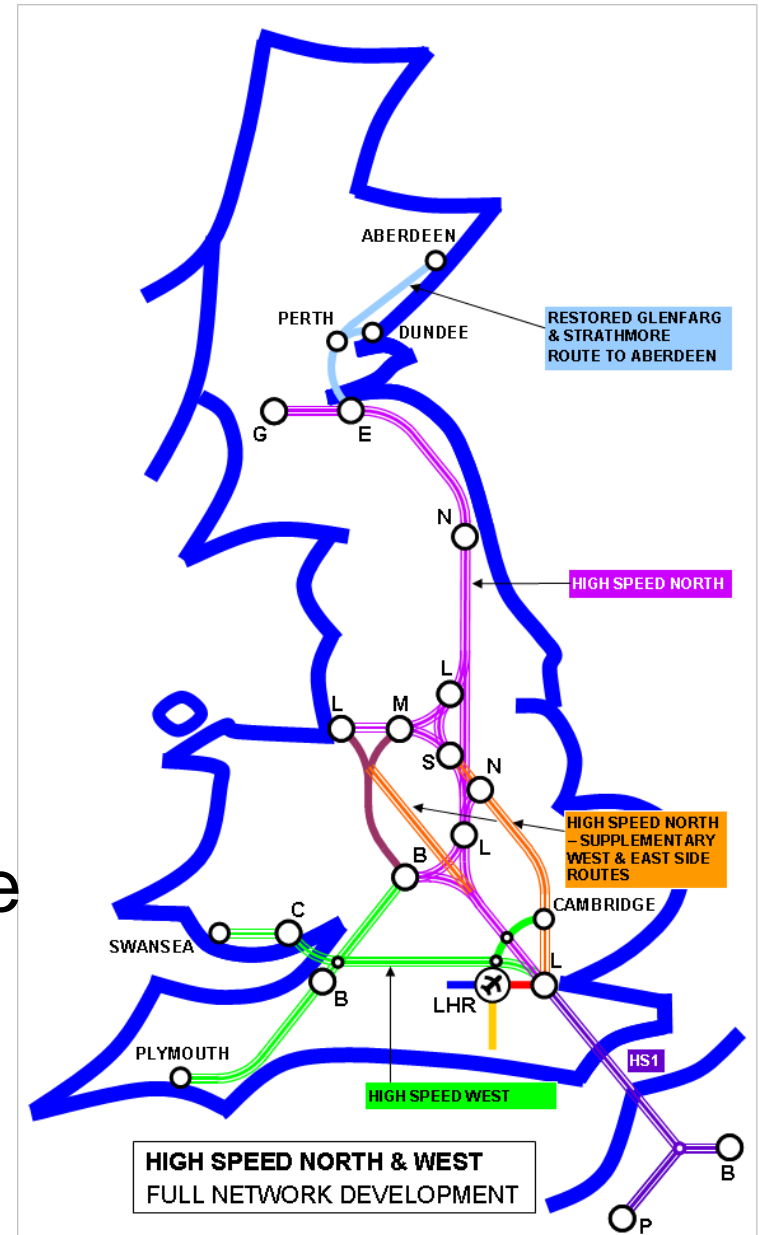 ABERDEEN
PERTH
DUNDEE
RESTORED GLENFARG
& STRATHMORE
ROUTE TO ABERDEEN
G
E
N
HIGH SPEED NORTH
L
L
M
S
N
HIGH SPEED NORTH
– SUPPLEMENTARY
WEST & EAST SIDE
ROUTES
L
B
e
CAMBRIDGE
C
SWANSEA
L
B
LHR
PLYMOUTH
HS1
HIGH SPEED WEST
HIGH SPEED NORTH & WEST
FULL NETWORK DEVELOPMENT
B
P